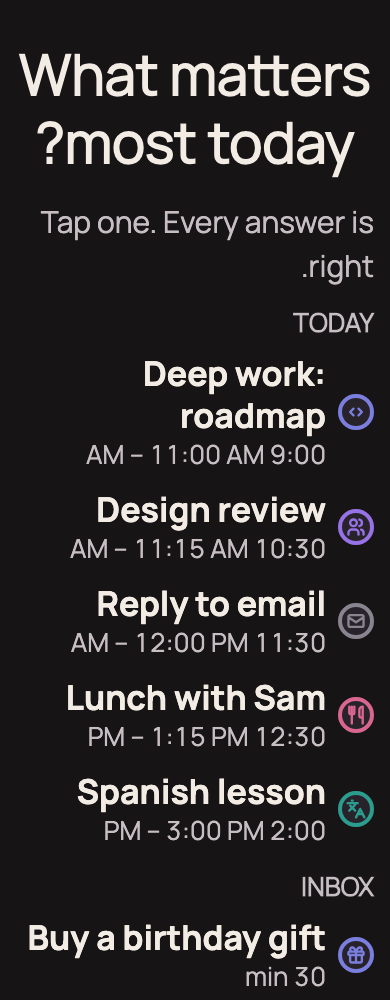 What matters
?most today
Tap one. Every answer is
.right
TODAY
Deep work:
roadmap
AM – 11:00 AM 9:00
Design review
AM – 11:15 AM 10:30
Reply to email
AM – 12:00 PM 11:30
Lunch with Sam
PM – 1:15 PM 12:30
Spanish lesson
PM – 3:00 PM 2:00
INBOX
Buy a birthday gift
min 30